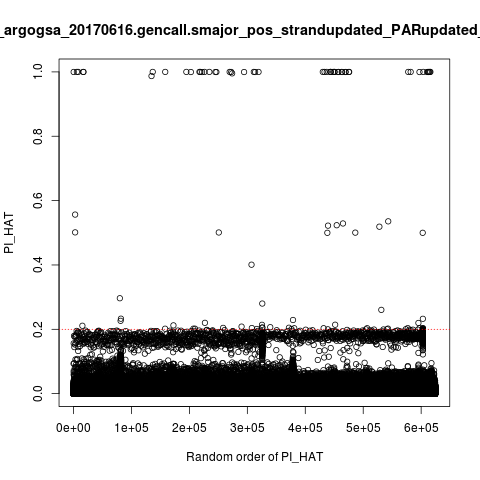 _argogsa_20170616.gencall.smajor_pos_strandupdated_PARupdated_
1.0
0.8
0.6
0.4
0.2
0.0
PI_HAT
0e+00 1e+05 2e+05 3e+05 4e+05 5e+05 6e+05
Random order of PI_HAT